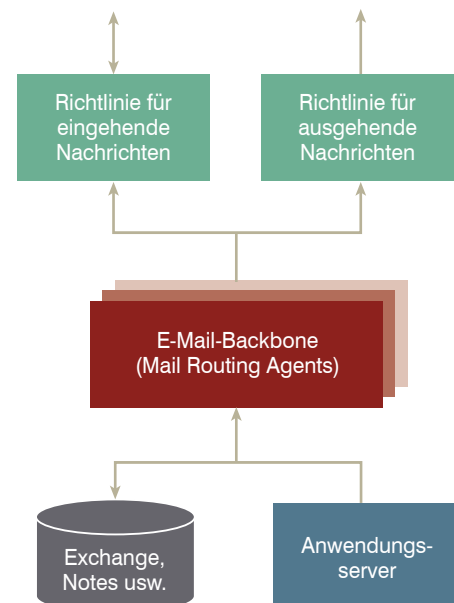 Richtlinie für
eingehende
Nachrichten
Richtlinie für
ausgehende
Nachrichten
E-Mail-Backbone
(Mail Routing Agents)
Exchange,
Notes usw.
Anwendungs-
server